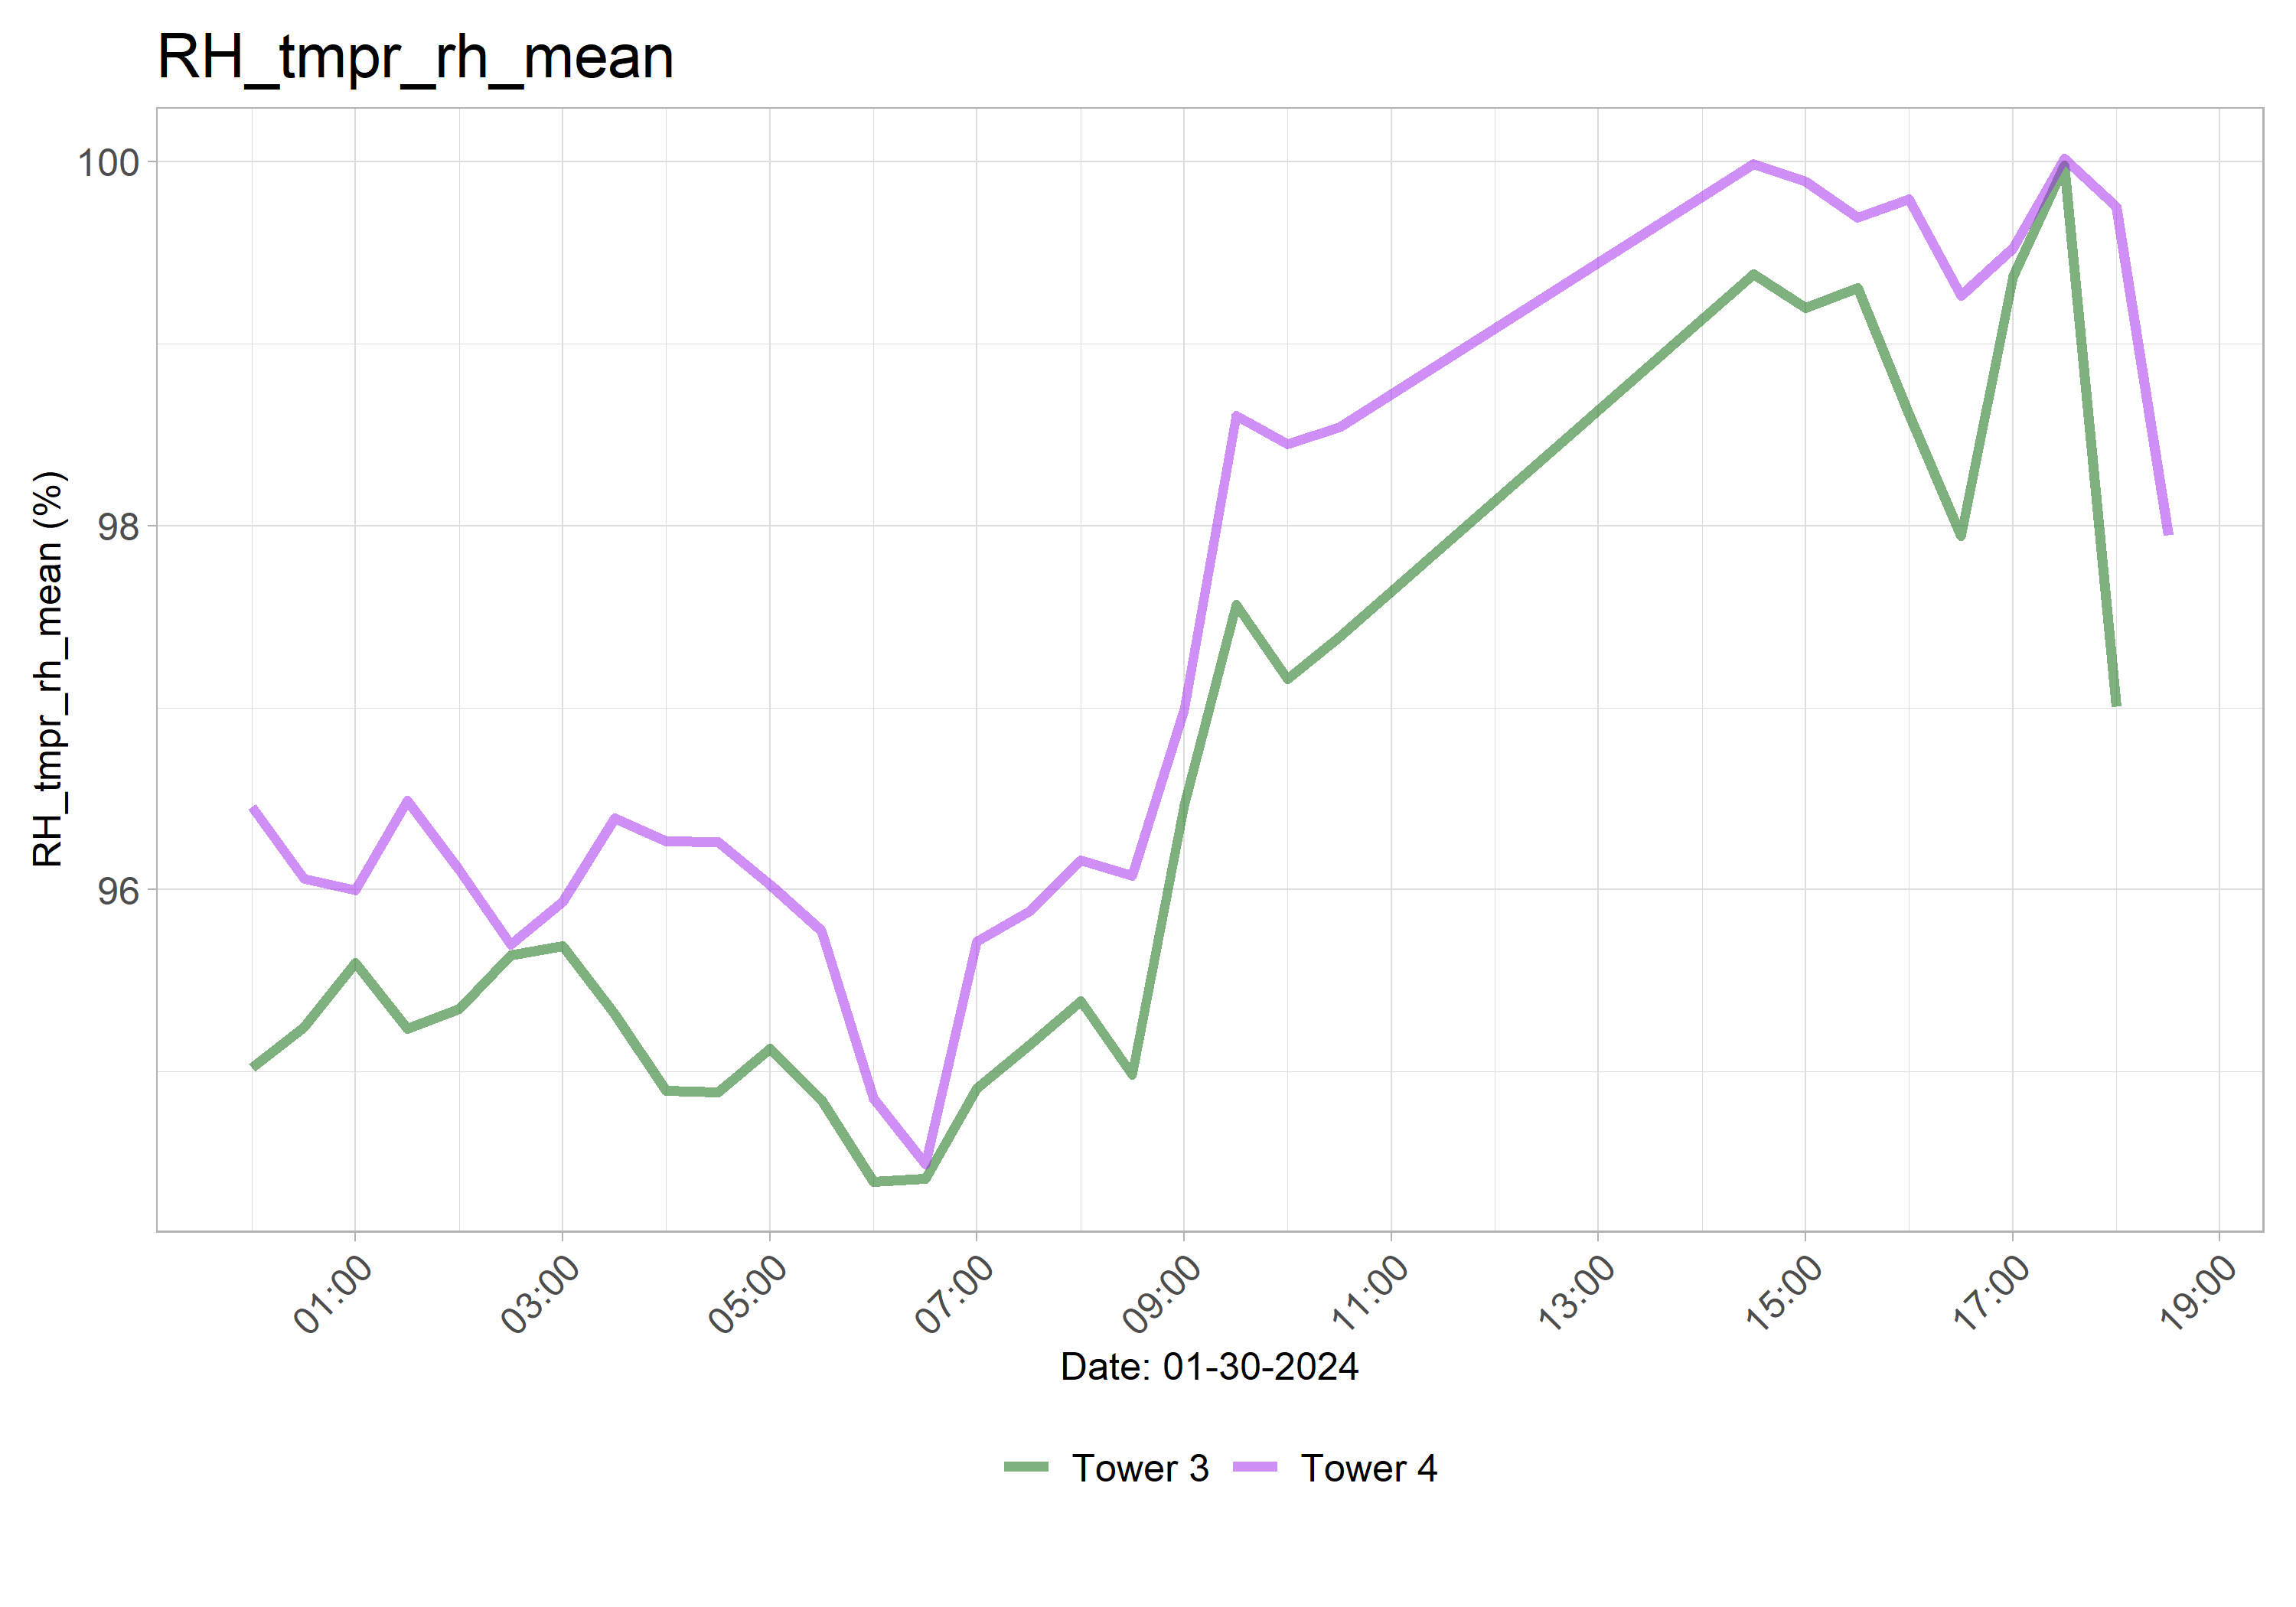 RH_tmpr_rh_mean
RH_tmpr_rh_mean (%)
100
98
96
01:00 03:00 05:00 07:00 09:00 11:00 13:00 15:00 17:00 19:00
Date: 01-30-2024
Tower 3 Tower 4